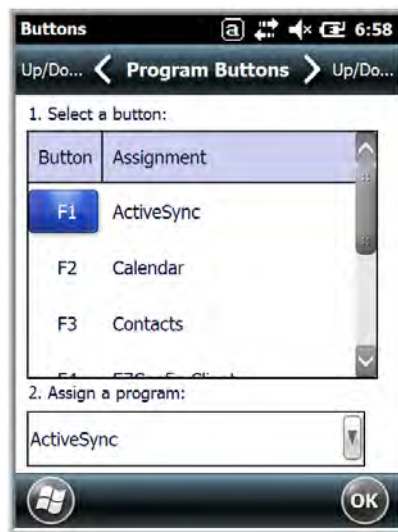 Buttons a 6:58
Up/Do... Program Buttons Up/Do...
1. Select a button:
Button Assignment
F1 ActiveSync
F2 Calendar
F3 Contacts
2. Assign a program:
ActiveSync
OK